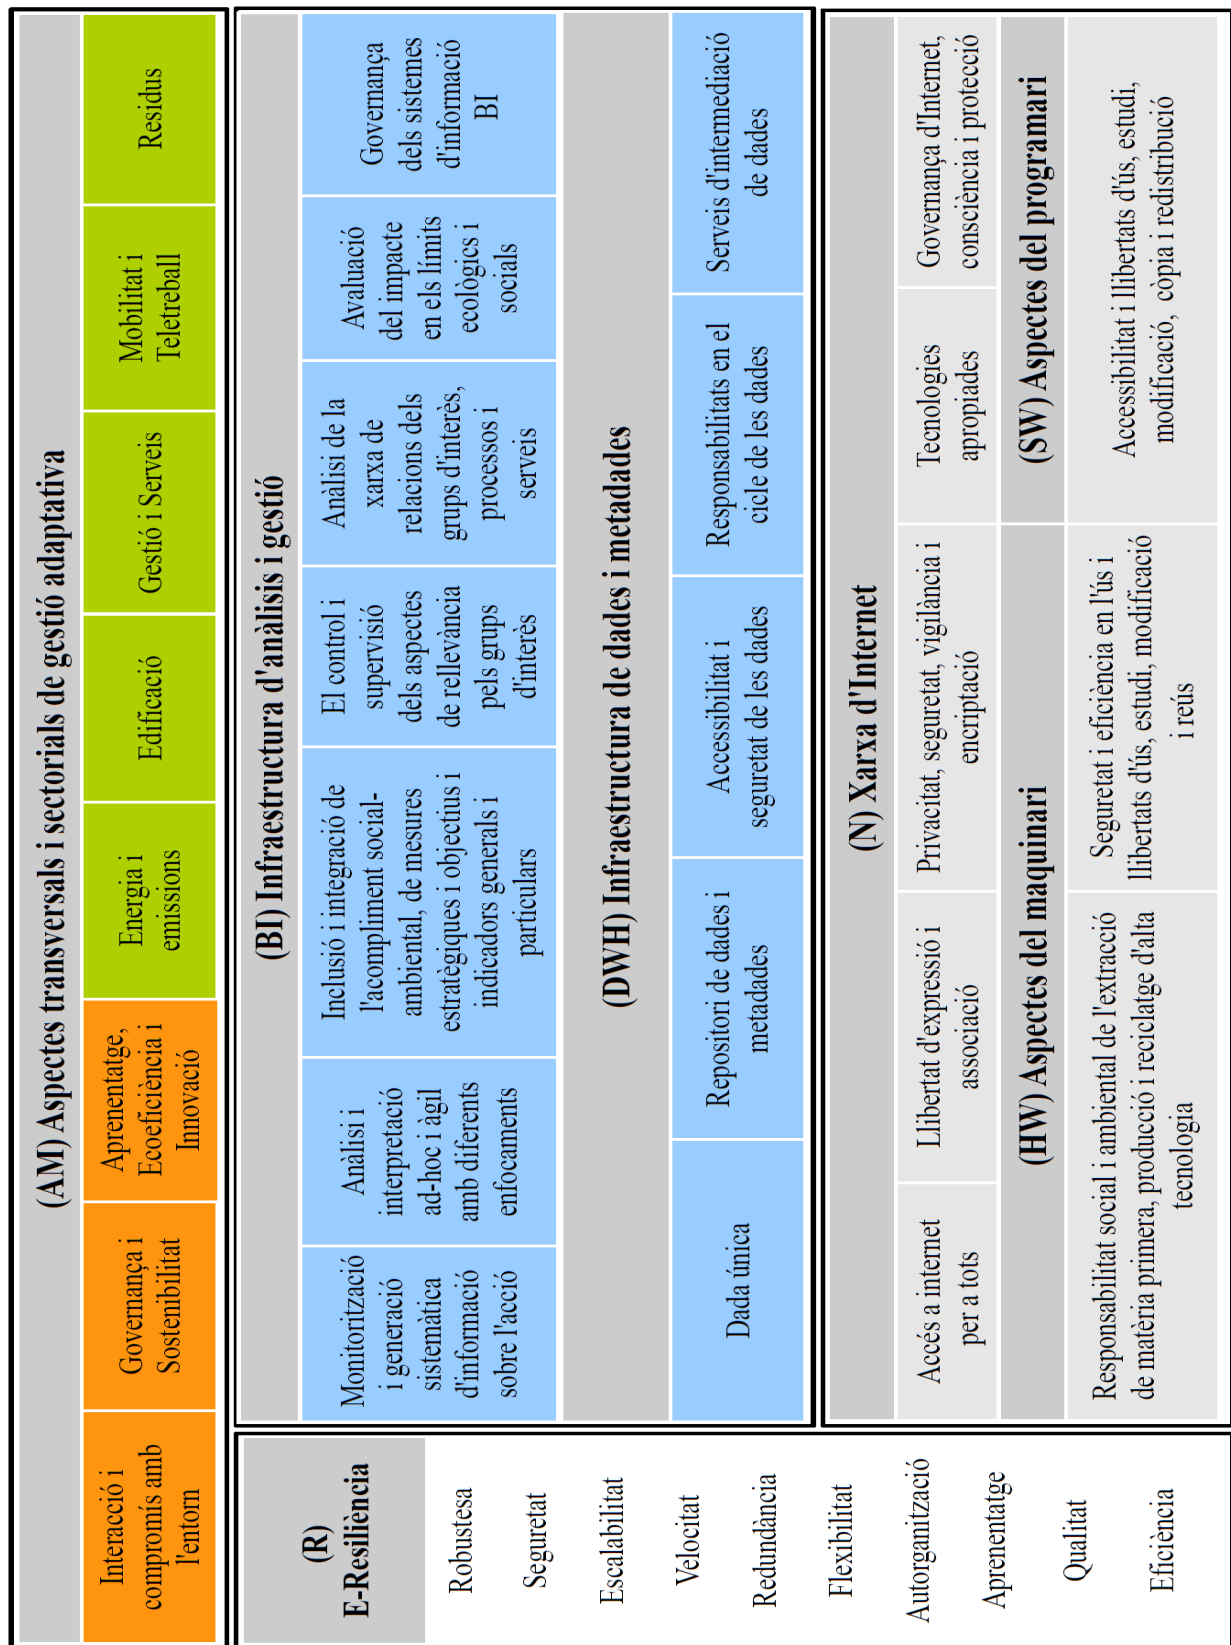 (AM) Aspectes transversals i sectorials de gestió adaptativa
Interacció i
compromís amb
l'entorn
Governança i
Sostenibilitat
Aprenentatge,
Ecoeficiència i
Innovació
Energia i
emissions
Edificació
Gestió i Serveis
Mobilitat i
Teletreball
Residus
(R)
E-Resiliència
Robustesa
Seguretat
Escalabilitat
Velocitat
Redundància
Flexibilitat
Autorganització
Aprenentatge
Qualitat
Eficiència
(BI) Infraestructura d'anàlisis i gestió
Monitorització
i generació
sistemàtica
d'informació
sobre l'acció
Anàlisi i
interpretació
ad-hoc i àgil
amb diferents
enfocaments
Inclusió i integració de
l'acompliment social-
ambiental, de mesures
estratègiques i objectius i
indicadors generals i
particulars
El control i
supervisió
dels aspectes
de rellevància
pels grups
d'interès
Anàlisi de la
xarxa de
relacions dels
grups d'interès,
processos i
serveis
Avaluació
del impacte
en els límits
ecològics i
socials
Governança
dels sistemes
d'informació
BI
(DWH) Infraestructura de dades i metadades
Dada única
Repositori de dades i
metadades
Accessibilitat i
seguretat de les dades
Responsabilitats en el
cicle de les dades
Serveis d'intermediació
de dades
(N) Xarxa d'Internet
Accés a internet
per a tots
Llibertat d'expressió i
associació
Privacitat, seguretat, vigilància i
encriptació
Tecnologies
apropiades
Governança d'Internet,
consciència i protecció
(HW) Aspectes del maquinari
(SW) Aspectes del programari
Responsabilitat social i ambiental de l'extracció
de matèria primera, producció i reciclatge d'alta
tecnologia
Seguretat i eficiència en l'ús i
llibertats d'ús, estudi, modificació
i reús
Accessibilitat i llibertats d'ús, estudi,
modificació, còpia i redistribució